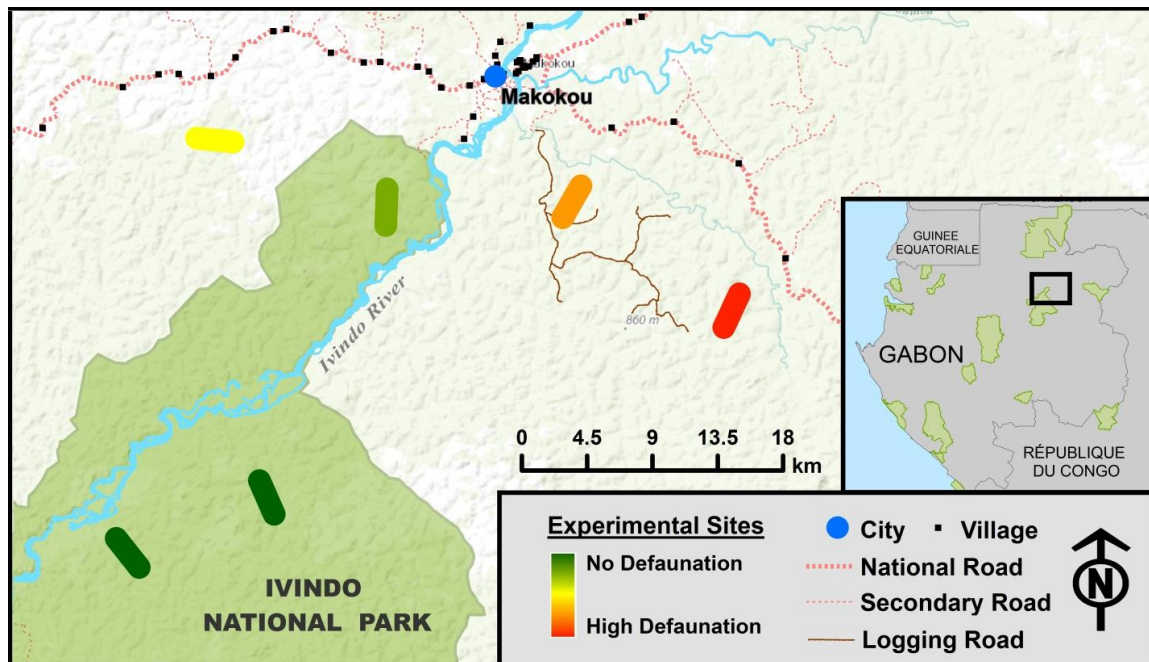 Makokou
Makokou
Ivindo River
860 m
0 4.5 9 13.5 18
km
IVINDO
NATIONAL PARK
GUINEE
EQUATORIALE
GABON
RÉPUBLIQUE
DU CONGO
Experimental Sites
No Defaunation
High Defaunation
City
Village
National Road
Secondary Road
Logging Road
N